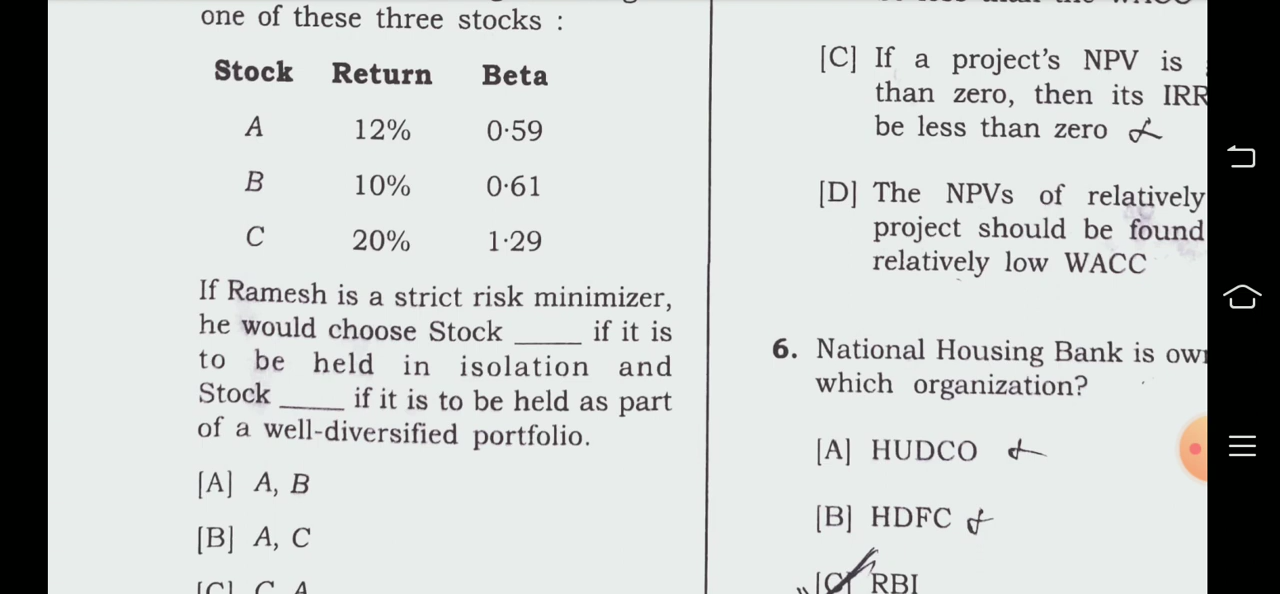 one of these three stocks :
Stock Return Beta
A 12% 0·59
B 10% 0·61
C 20% 1·29
If Ramesh is a strict risk minimizer,
he would choose Stock _____ if it is
to be held in isolation and
Stock _____ if it is to be held as part
of a well-diversified portfolio.
[A] A, B
[B] A, C
[C] C, A
[C] If a project's NPV is
than zero, then its IRR
be less than zero
[D] The NPVs of relatively
project should be found
relatively low WACC
6. National Housing Bank is
which organization?
[A] HUDCO
[B] HDFC
[C] RBI